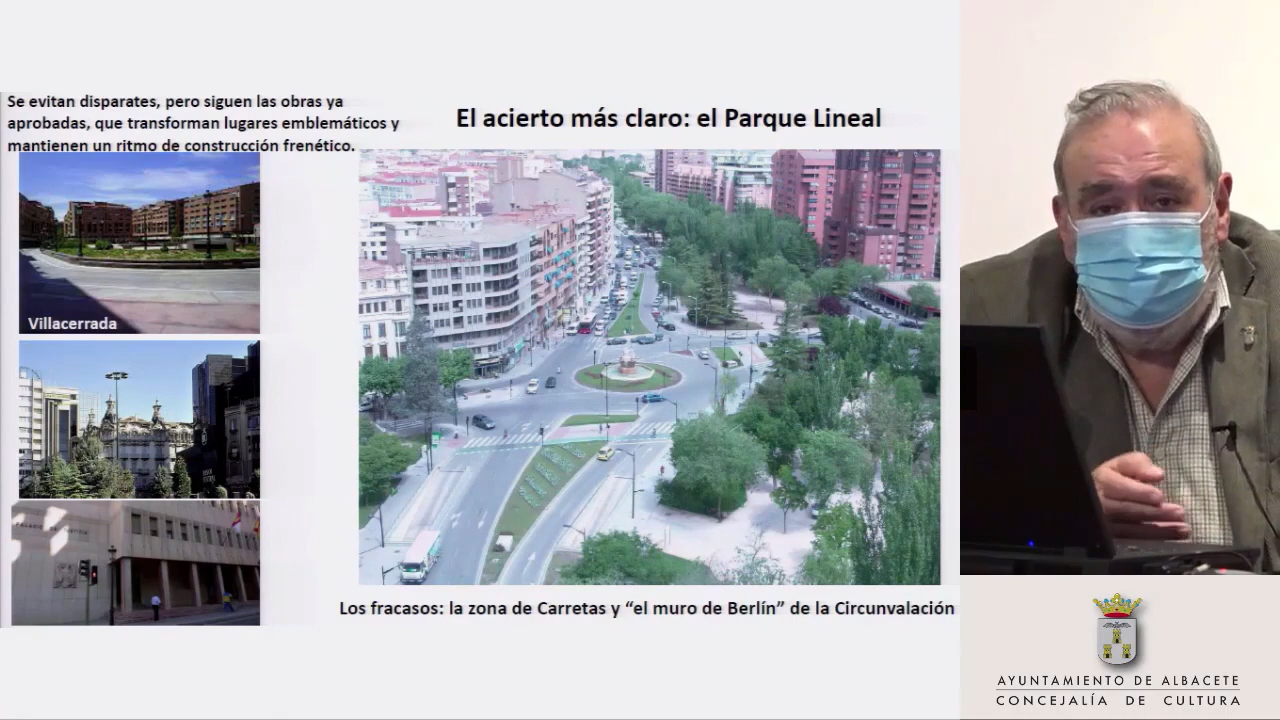 Se evitan disparates, pero siguen las obras ya
aprobadas, que transforman lugares emblemáticos y
mantienen un ritmo de construcción frenético.
El acierto más claro: el Parque Lineal
Villacerrada
Los fracasos: la zona de Carretas y “el muro de Berlín” de la Circunvalación
AYUNTAMIENTO DE ALBACETE
CONCEJALÍA DE CULTURA